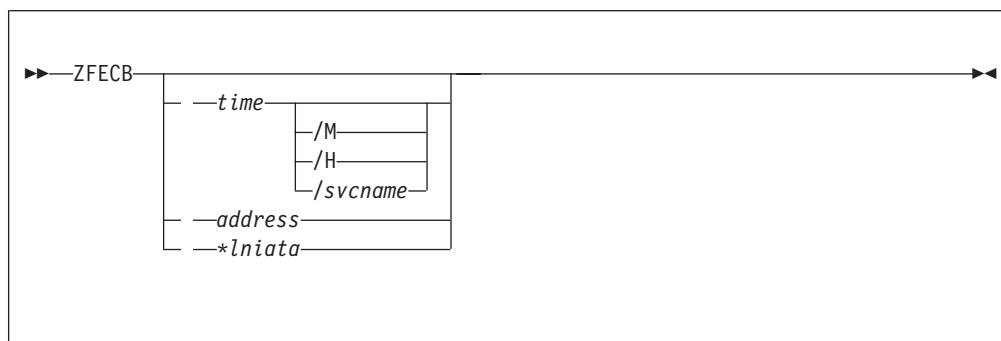 ZFECB
time
/M
/H
/svcname
address
*lniata